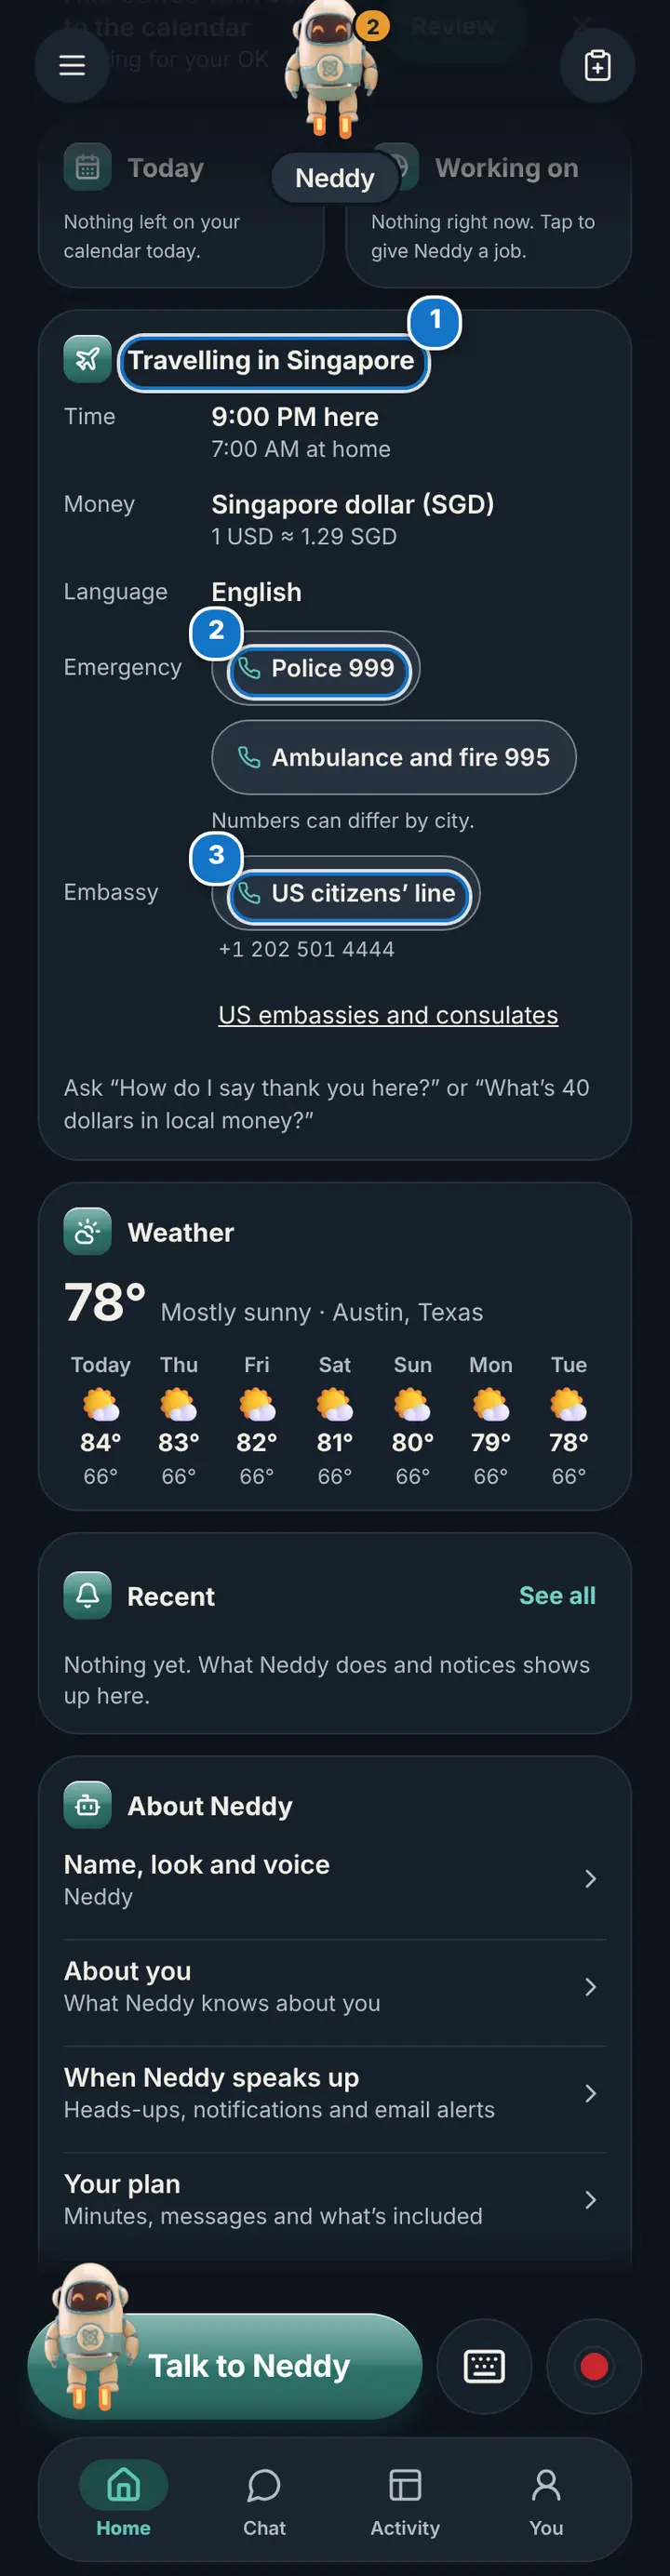 to the calendar
2
Review
ing for your OK
Neddy
Today
Nothing left on your
calendar today.
Working on
Nothing right now. Tap to
give Neddy a job.
1
Travelling in Singapore
Time
9:00 PM here
7:00 AM at home
Money
Singapore dollar (SGD)
1 USD ≈ 1.29 SGD
Language
English
2
Emergency
Police 999
Ambulance and fire 995
Numbers can differ by city.
3
Embassy
US citizens’ line
+1 202 501 4444
US embassies and consulates
Ask “How do I say thank you here?” or “What’s 40
dollars in local money?”
Weather
78° Mostly sunny · Austin, Texas
Today Thu Fri Sat Sun Mon Tue
84° 83° 82° 81° 80° 79° 78°
66° 66° 66° 66° 66° 66° 66°
Recent
See all
Nothing yet. What Neddy does and notices shows
up here.
About Neddy
Name, look and voice
Neddy
About you
What Neddy knows about you
When Neddy speaks up
Heads-ups, notifications and email alerts
Your plan
Minutes, messages and what’s included
Talk to Neddy
Home Chat Activity You